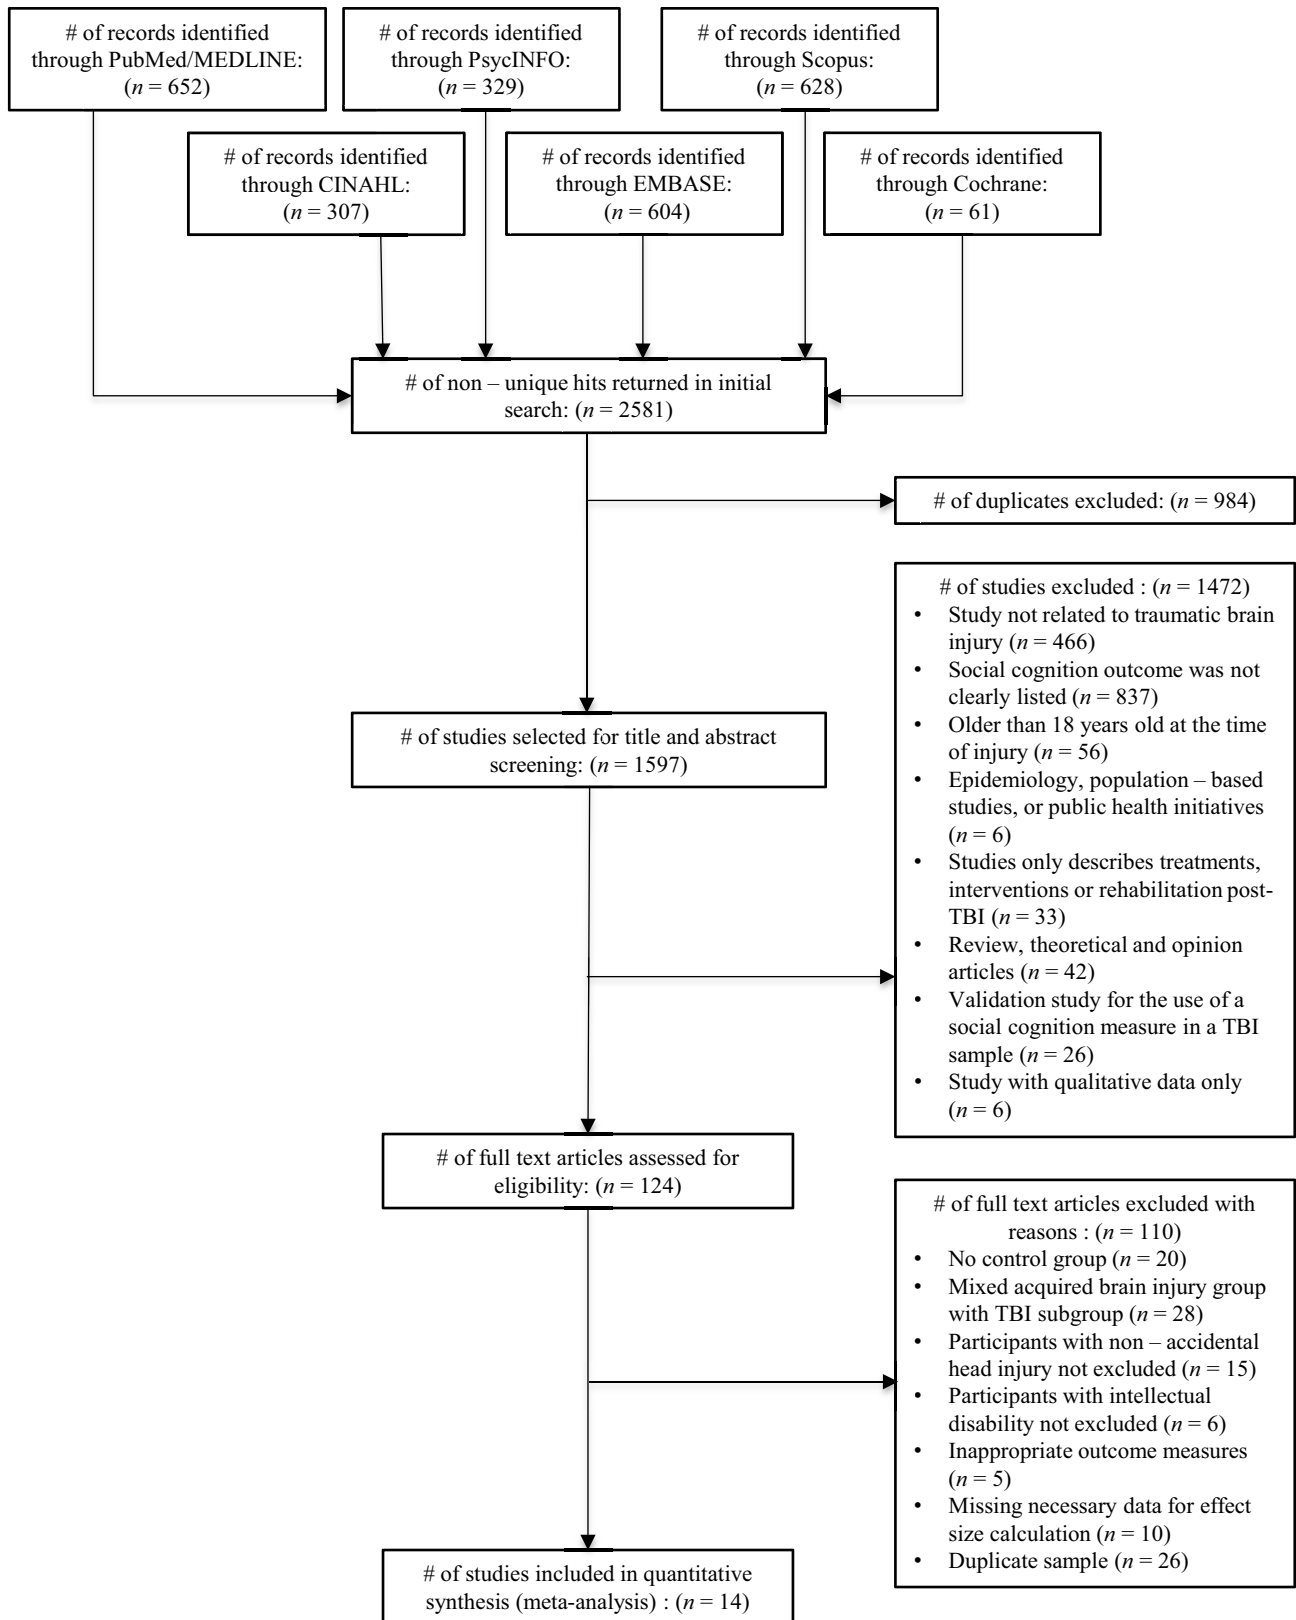 # of records identified
through PubMed/MEDLINE:
(n = 652)
# of records identified
through PsycINFO:
(n = 329)
# of records identified
through Scopus:
(n = 628)
# of records identified
through CINAHL:
(n = 307)
# of records identified
through EMBASE:
(n = 604)
# of records identified
through Cochrane:
(n = 61)
# of non – unique hits returned in initial
search: (n = 2581)
# of duplicates excluded: (n = 984)
# of studies excluded : (n = 1472)
• Study not related to traumatic brain
injury (n = 466)
• Social cognition outcome was not
clearly listed (n = 837)
• Older than 18 years old at the time
of injury (n = 56)
• Epidemiology, population – based
studies, or public health initiatives
(n = 6)
• Studies only describes treatments,
interventions or rehabilitation post-
TBI (n = 33)
• Review, theoretical and opinion
articles (n = 42)
• Validation study for the use of a
social cognition measure in a TBI
sample (n = 26)
• Study with qualitative data only
(n = 6)
# of studies selected for title and abstract
screening: (n = 1597)
# of full text articles assessed for
eligibility: (n = 124)
# of full text articles excluded with
reasons : (n = 110)
• No control group (n = 20)
• Mixed acquired brain injury group
with TBI subgroup (n = 28)
• Participants with non – accidental
head injury not excluded (n = 15)
• Participants with intellectual
disability not excluded (n = 6)
• Inappropriate outcome measures
(n = 5)
• Missing necessary data for effect
size calculation (n = 10)
• Duplicate sample (n = 26)
# of studies included in quantitative
synthesis (meta-analysis) : (n = 14)